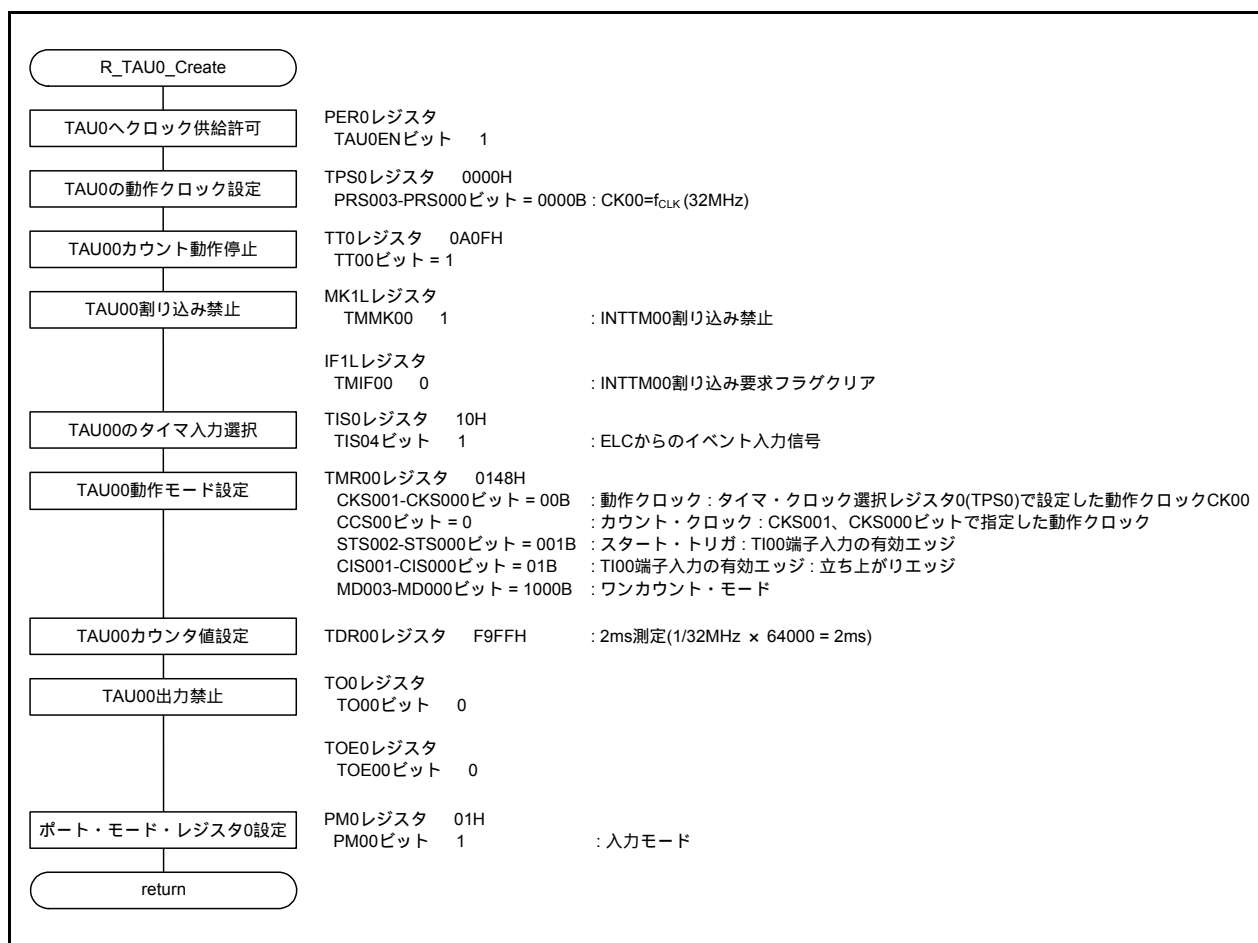 R_TAU0_Create
TAU0へクロック供給許可
PER0レジスタ
TAU0ENビット 1
TAU0の動作クロック設定
TPS0レジスタ 0000H
PRS003-PRS000ビット = 0000B : CK00=fCLK (32MHz)
TAU00カウント動作停止
TT0レジスタ 0A0FH
TT00ビット = 1
TAU00割り込み禁止
MK1Lレジスタ
TMMK00 1 : INTTM00割り込み禁止
IF1Lレジスタ
TMIF00 0 : INTTM00割り込み要求フラグクリア
TAU00のタイマ入力選択
TIS0レジスタ 10H
TIS04ビット 1 : ELCからのイベント入力信号
TAU00動作モード設定
TMR00レジスタ 0148H
CKS001-CKS000ビット = 00B : 動作クロック : タイマ・クロック選択レジスタ0(TPS0)で設定した動作クロックCK00
CCS00ビット = 0 : カウント・クロック : CKS001、CKS000ビットで指定した動作クロック
STS002-STS000ビット = 001B : スタート・トリガ : TI00端子入力の有効エッジ
CIS001-CIS000ビット = 01B : TI00端子入力の有効エッジ : 立ち上がりエッジ
MD003-MD000ビット = 1000B : ワンカウント・モード
TAU00カウンタ値設定
TDR00レジスタ F9FFH : 2ms測定(1/32MHz × 64000 = 2ms)
TAU00出力禁止
TO0レジスタ
TO00ビット 0
TOE0レジスタ
TOE00ビット 0
ポート・モード・レジスタ0設定
PM0レジスタ 01H
PM00ビット 1 : 入力モード
return